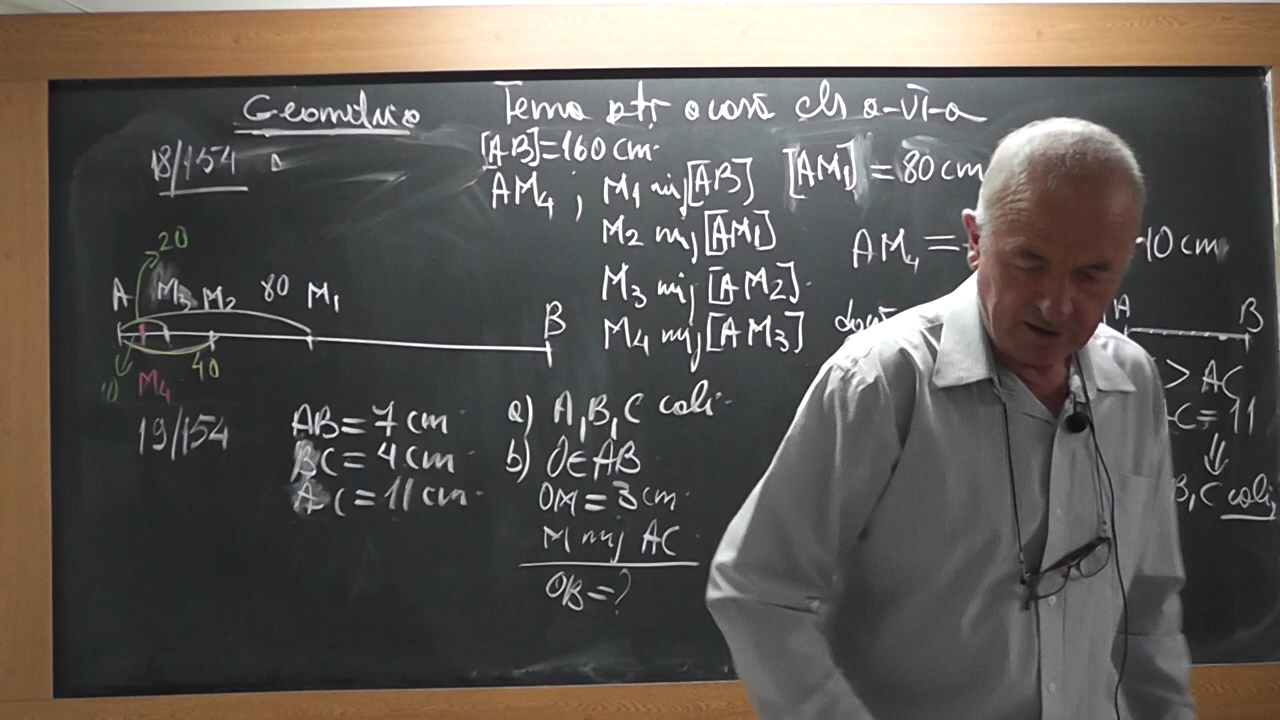 Geometrie Tema ptr acasă cls a-VI-a
18/154
[AB]=160 cm
AM4 ; M1 mij [AB] [AM1] = 80 cm
M2 mij [AM1]
AM4 = 10 cm
M3 mij [AM2]
M4 mij [AM3]
20
A M3 M2 80 M1 B
10 M4 40
A B
> AC
C = 11
⇓
B, C coli
19/154
AB = 7 cm
BC = 4 cm
AC = 11 cm
a) A, B, C coli
b) O∈AB
OM = 3 cm
M mij AC
OB = ?